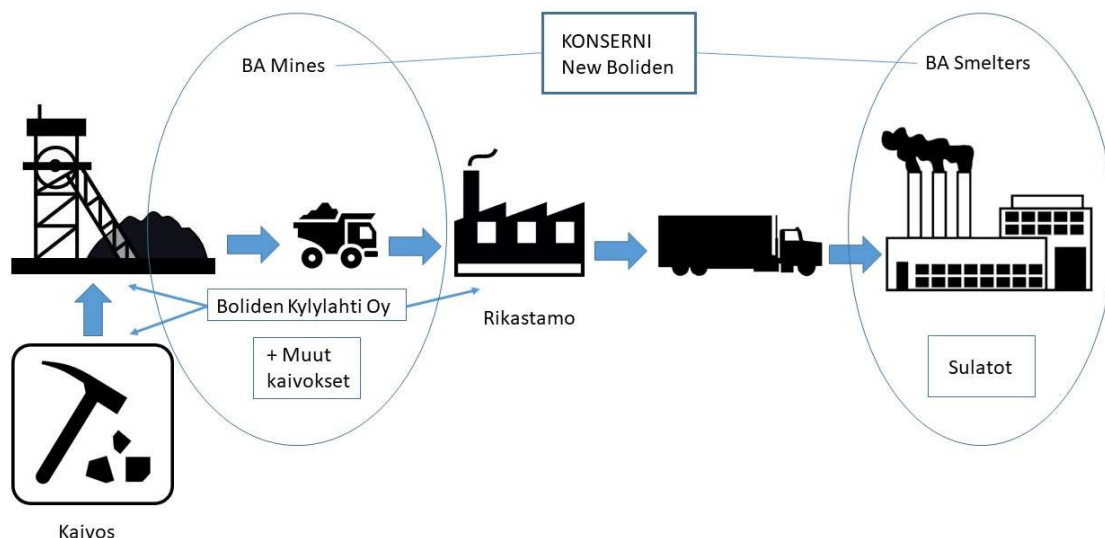 KONSERNI
New Boliden
BA Mines
BA Smelters
Boliden Kylylahti Oy
Rikastamo
+ Muut
kaivokset
Sulatot
Kaivos